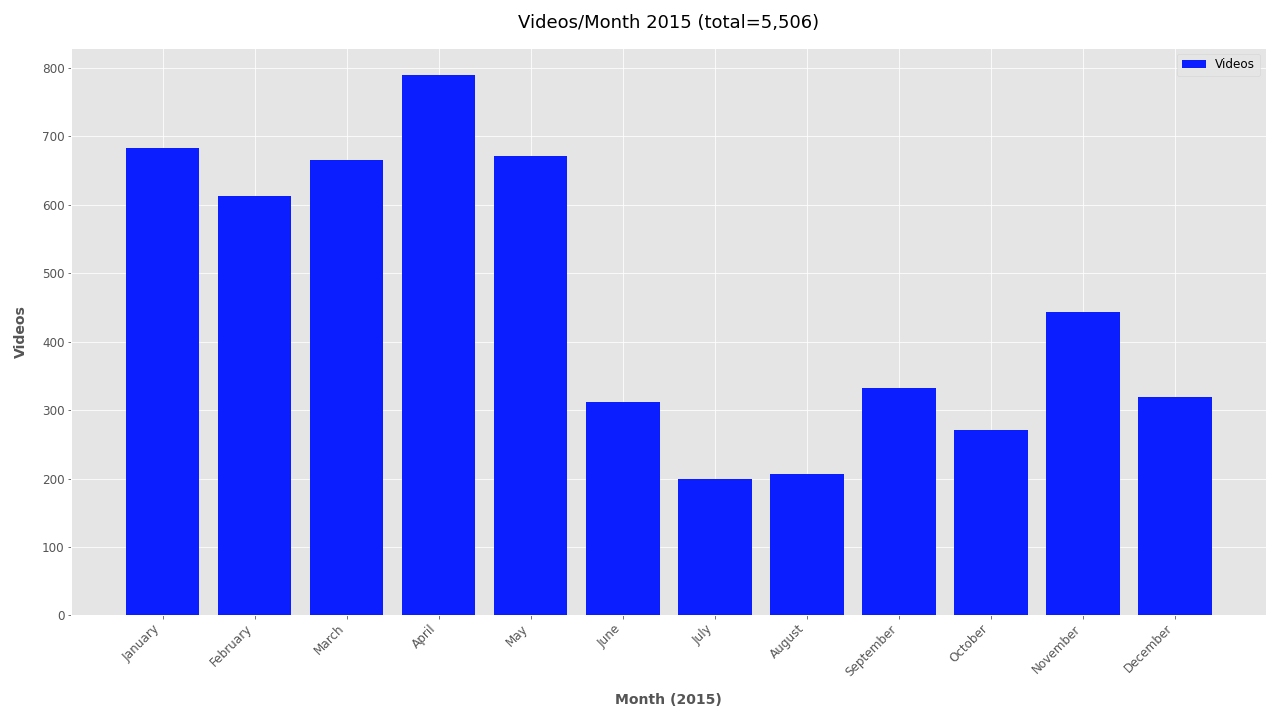 Videos/Month 2015 (total=5,506)
Videos
800
700
600
500
400
300
200
100
0
Videos
January
February
March
April
May
June
July
August
September
October
November
December
Month (2015)